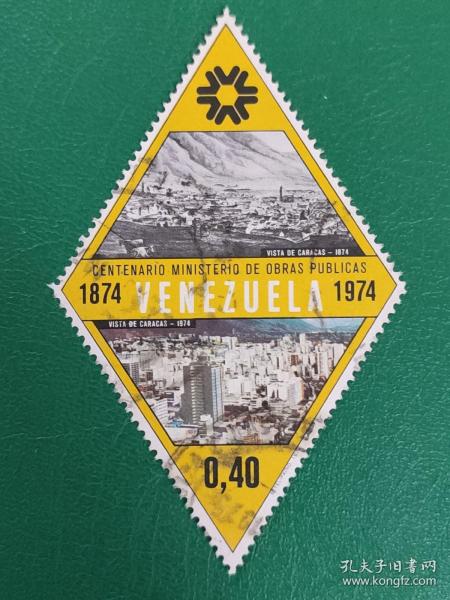 VISTA DE CARACAS - 1874
CENTENARIO MINISTERIO DE OBRAS PUBLICAS
1874 VENEZUELA 1974
VISTA DE CARACAS - 1974
0,40
孔夫子旧书网
www.kongfz.com